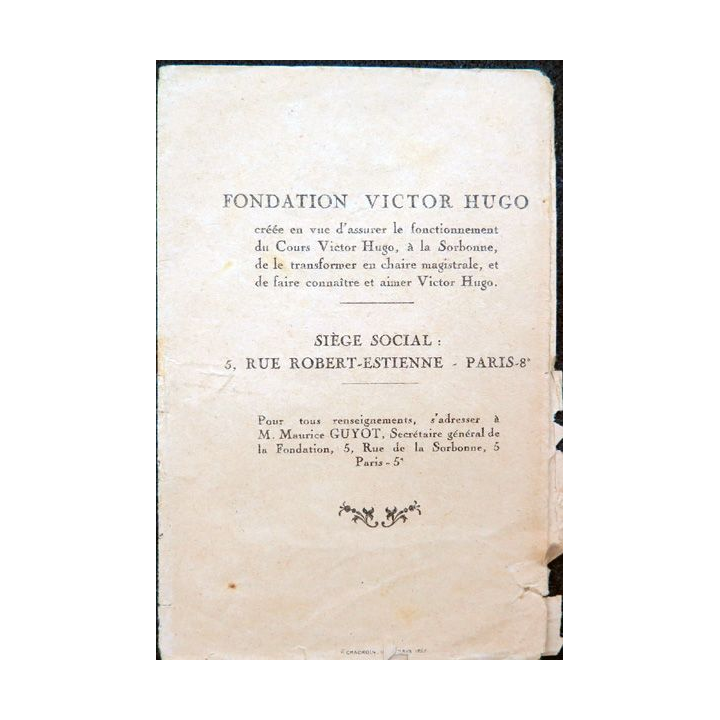 FONDATION VICTOR HUGO
créée en vue d'assurer le fonctionnement
du Cours Victor Hugo, à la Sorbonne,
de le transformer en chaire magistrale, et
de faire connaître et aimer Victor Hugo.
SIÈGE SOCIAL :
5, RUE ROBERT-ESTIENNE - PARIS-8e
Pour tous renseignements, s'adresser à
M. Maurice GUYOT, Secrétaire général de
la Fondation, 5, Rue de la Sorbonne, 5
Paris - 5e